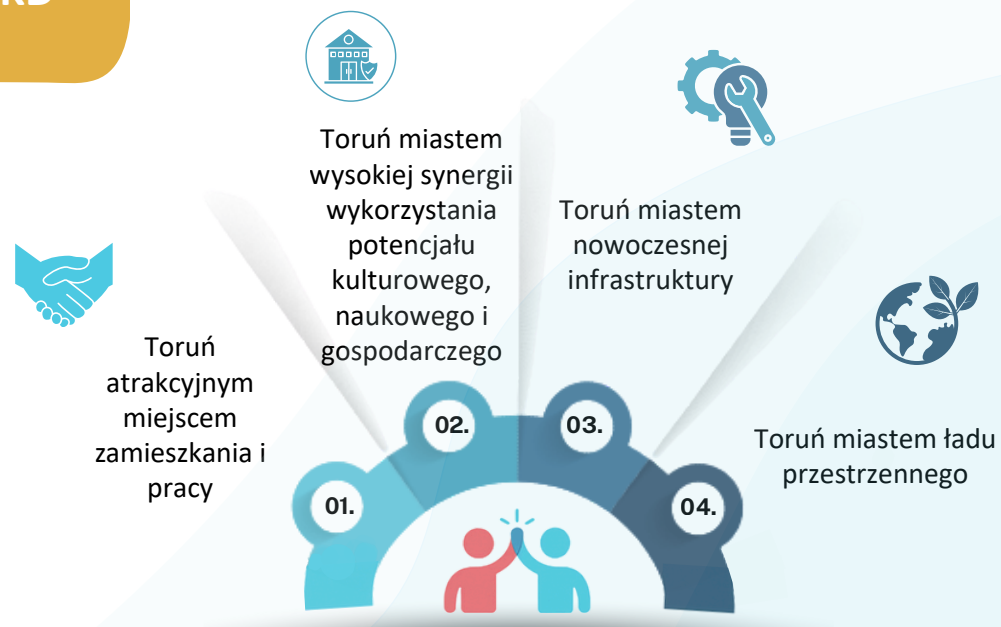 Toruń
atrakcyjnym
miejscem
zamieszkania i
pracy
01.
Toruń miastem
wysokiej synergii
wykorzystania
potencjału
kulturowego,
naukowego i
gospodarczego
02.
Toruń miastem
nowoczesnej
infrastruktury
03.
Toruń miastem ładu
przestrzennego
04.